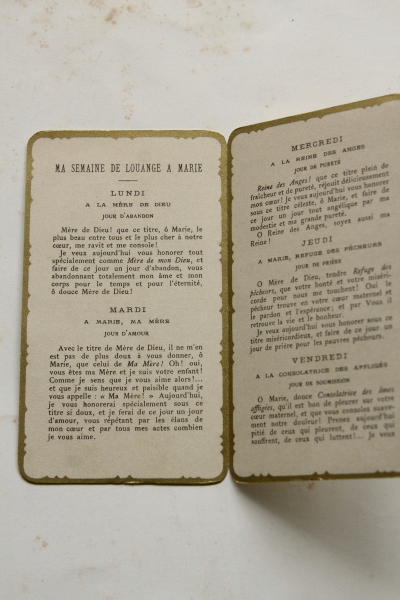 MA SEMAINE DE LOUANGE A MARIE
LUNDI
A LA MÈRE DE DIEU
JOUR D'ABANDON
Mère de Dieu! que ce titre, ô Marie, le
plus beau entre tous et le plus cher à notre
cœur, me ravit et me console!
Je veux aujourd'hui vous honorer tout
spécialement comme Mère de mon Dieu, et
faire de ce jour un jour d'abandon, vous
abandonnant totalement mon âme et mon
corps pour le temps et pour l'éternité,
ô douce Mère de Dieu!
MARDI
A MARIE, MA MÈRE
JOUR D'AMOUR
Avec le titre de Mère de Dieu, il ne m'en
est pas de plus doux à vous donner, ô
Marie, que celui de Ma Mère! Oh! oui,
vous êtes ma Mère et je suis votre enfant!
Comme je sens que je vous aime alors!...
et que je suis heureux et paisible quand je
vous appelle : « Ma Mère! » Aujourd'hui,
je vous honorerai spécialement sous ce
titre si doux, et je ferai de ce jour un jour
d'amour, vous répétant par les élans de
mon cœur et par tous mes actes combien
je vous aime.
MERCREDI
A LA REINE DES ANGES
JOUR DE PURETÉ
Reine des Anges! que ce titre plein de
fraîcheur et de pureté, réjouit délicieusement
mon cœur! Je veux aujourd'hui vous honorer
sous ce titre céleste, ô Marie, et faire de
ce jour un jour tout angélique par ma
modestie et ma grande pureté.
O Reine des Anges, soyez aussi ma
Reine!
JEUDI
A MARIE, REFUGE DES PÉCHEURS
JOUR DE PRIÈRE
O Mère de Dieu, tendre Refuge des
pécheurs, que votre bonté et votre miséri-
corde pour nous me touchent! Oui le
pécheur trouve en votre cœur maternel et
le pardon et l'espérance; et par Vous il
retrouve la vie et le bonheur.
Je veux aujourd'hui vous honorer sous ce
titre miséricordieux, et faire de ce jour un
jour de prière pour les pauvres pécheurs.
VENDREDI
A LA CONSOLATRICE DES AFFLIGÉS
JOUR DE SOUMISSION
O Marie, douce Consolatrice des âmes
affligées, qu'il est bon de pleurer sur votre
cœur maternel, et que vous consolez suave-
ment notre douleur! Prenez aujourd'hui
pitié de ceux qui pleurent, de ceux qui
souffrent, de ceux qui luttent!... Je veux